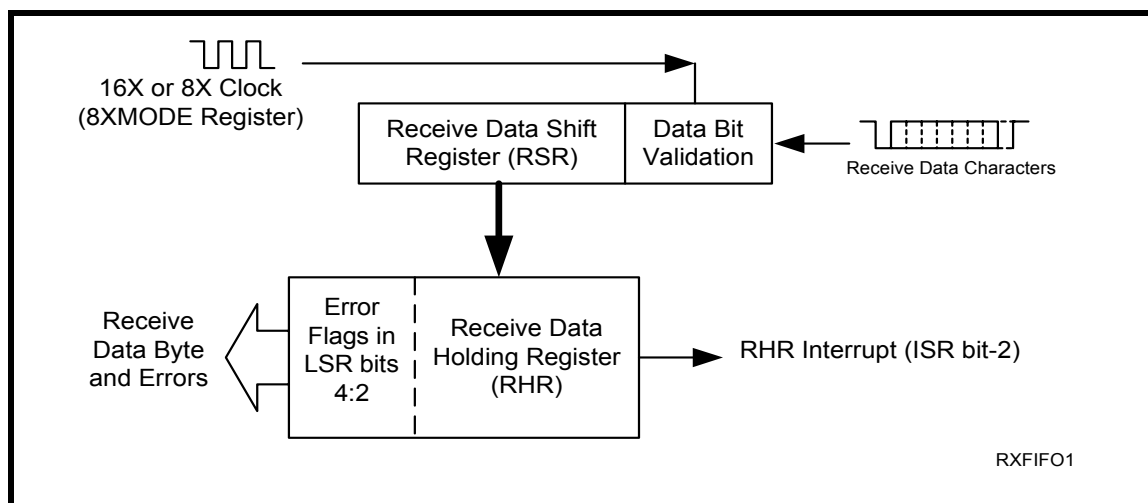 16X or 8X Clock
(8XMODE Register)
Receive Data Shift
Register (RSR)
Data Bit
Validation
Receive Data Characters
Receive
Data Byte
and Errors
Error
Flags in
LSR bits
4:2
Receive Data
Holding Register
(RHR)
RHR Interrupt (ISR bit-2)
RXFIFO1